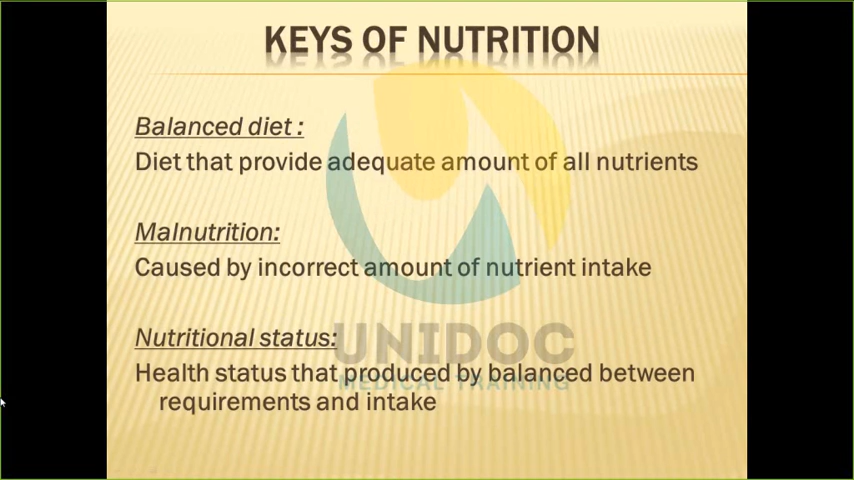 KEYS OF NUTRITION
Balanced diet :
Diet that provide adequate amount of all nutrients
Malnutrition:
Caused by incorrect amount of nutrient intake
Nutritional status:
UNIDOC
Health status that produced by balanced between
MEDICAL TRAINING
requirements and intake